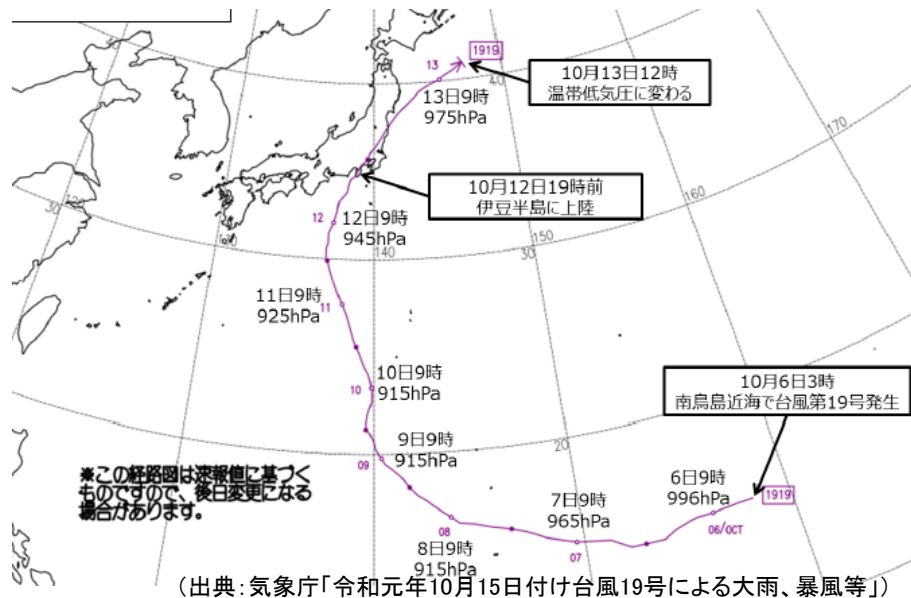 1919
13
40
10月13日12時
温帯低気圧に変わる
13日9時
975hPa
170
10月12日19時前
伊豆半島に上陸
160
30
120
130
12
12日9時
945hPa
140
150
30
11日9時
925hPa
11
10日9時
915hPa
10
10月6日3時
南鳥島近海で台風第19号発生
9日9時
915hPa
09
20
※この経路図は速報値に基づく
ものですので、後日変更になる
場合があります。
6日9時
996hPa
1919
06/OCT
7日9時
965hPa
07
08
8日9時
915hPa
(出典:気象庁「令和元年10月15日付け台風19号による大雨、暴風等」)